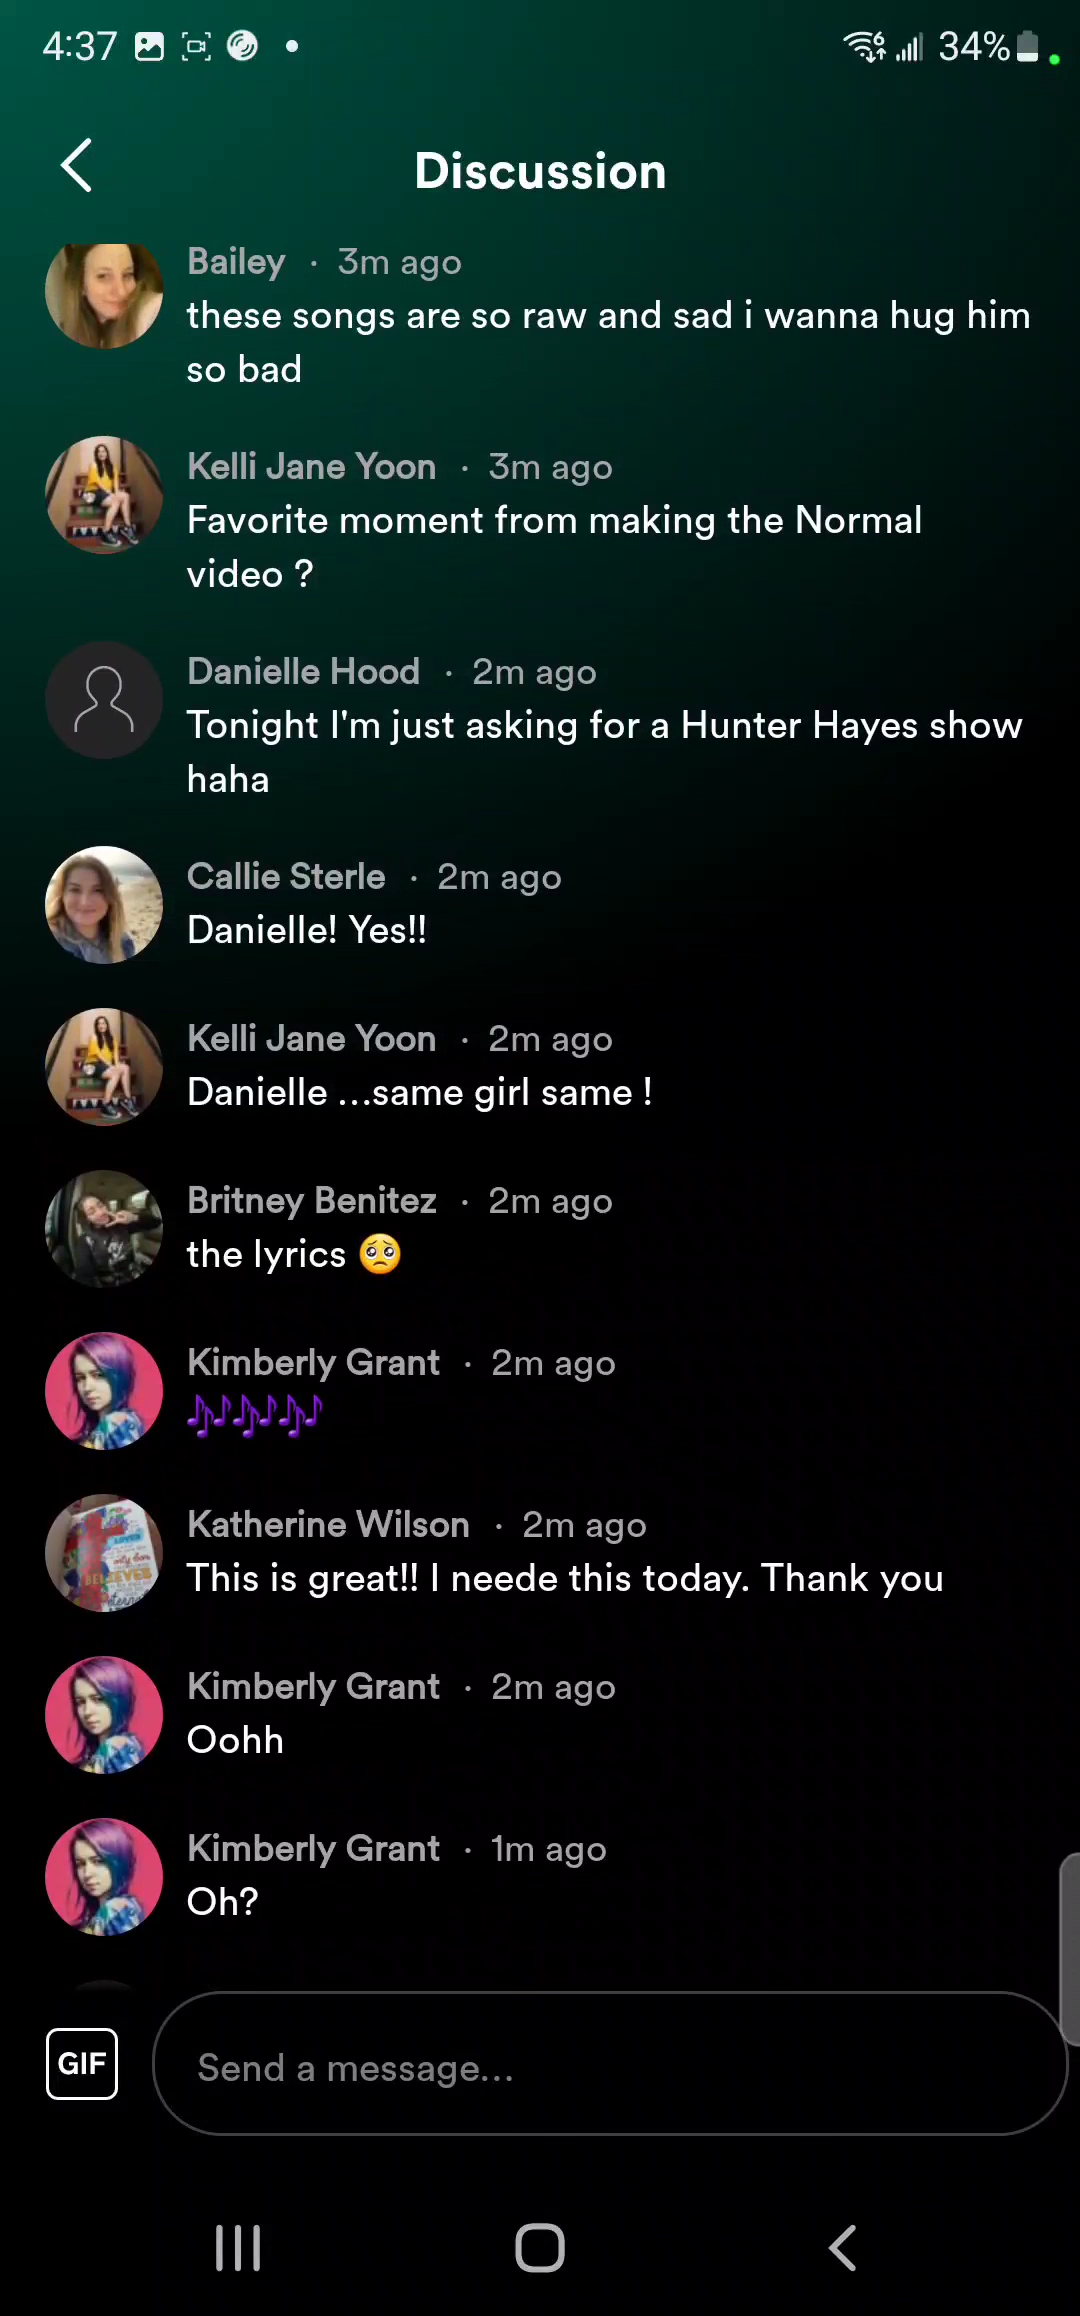 4:37
34%
Discussion
Bailey · 3m ago
these songs are so raw and sad i wanna hug him
so bad
Kelli Jane Yoon · 3m ago
Favorite moment from making the Normal
video ?
Danielle Hood · 2m ago
Tonight I'm just asking for a Hunter Hayes show
haha
Callie Sterle · 2m ago
Danielle! Yes!!
Kelli Jane Yoon · 2m ago
Danielle ...same girl same !
Britney Benitez · 2m ago
the lyrics 🥺
Kimberly Grant · 2m ago
🎶🎶🎶
Katherine Wilson · 2m ago
This is great!! I neede this today. Thank you
Kimberly Grant · 2m ago
Oohh
Kimberly Grant · 1m ago
Oh?
GIF
Send a message...